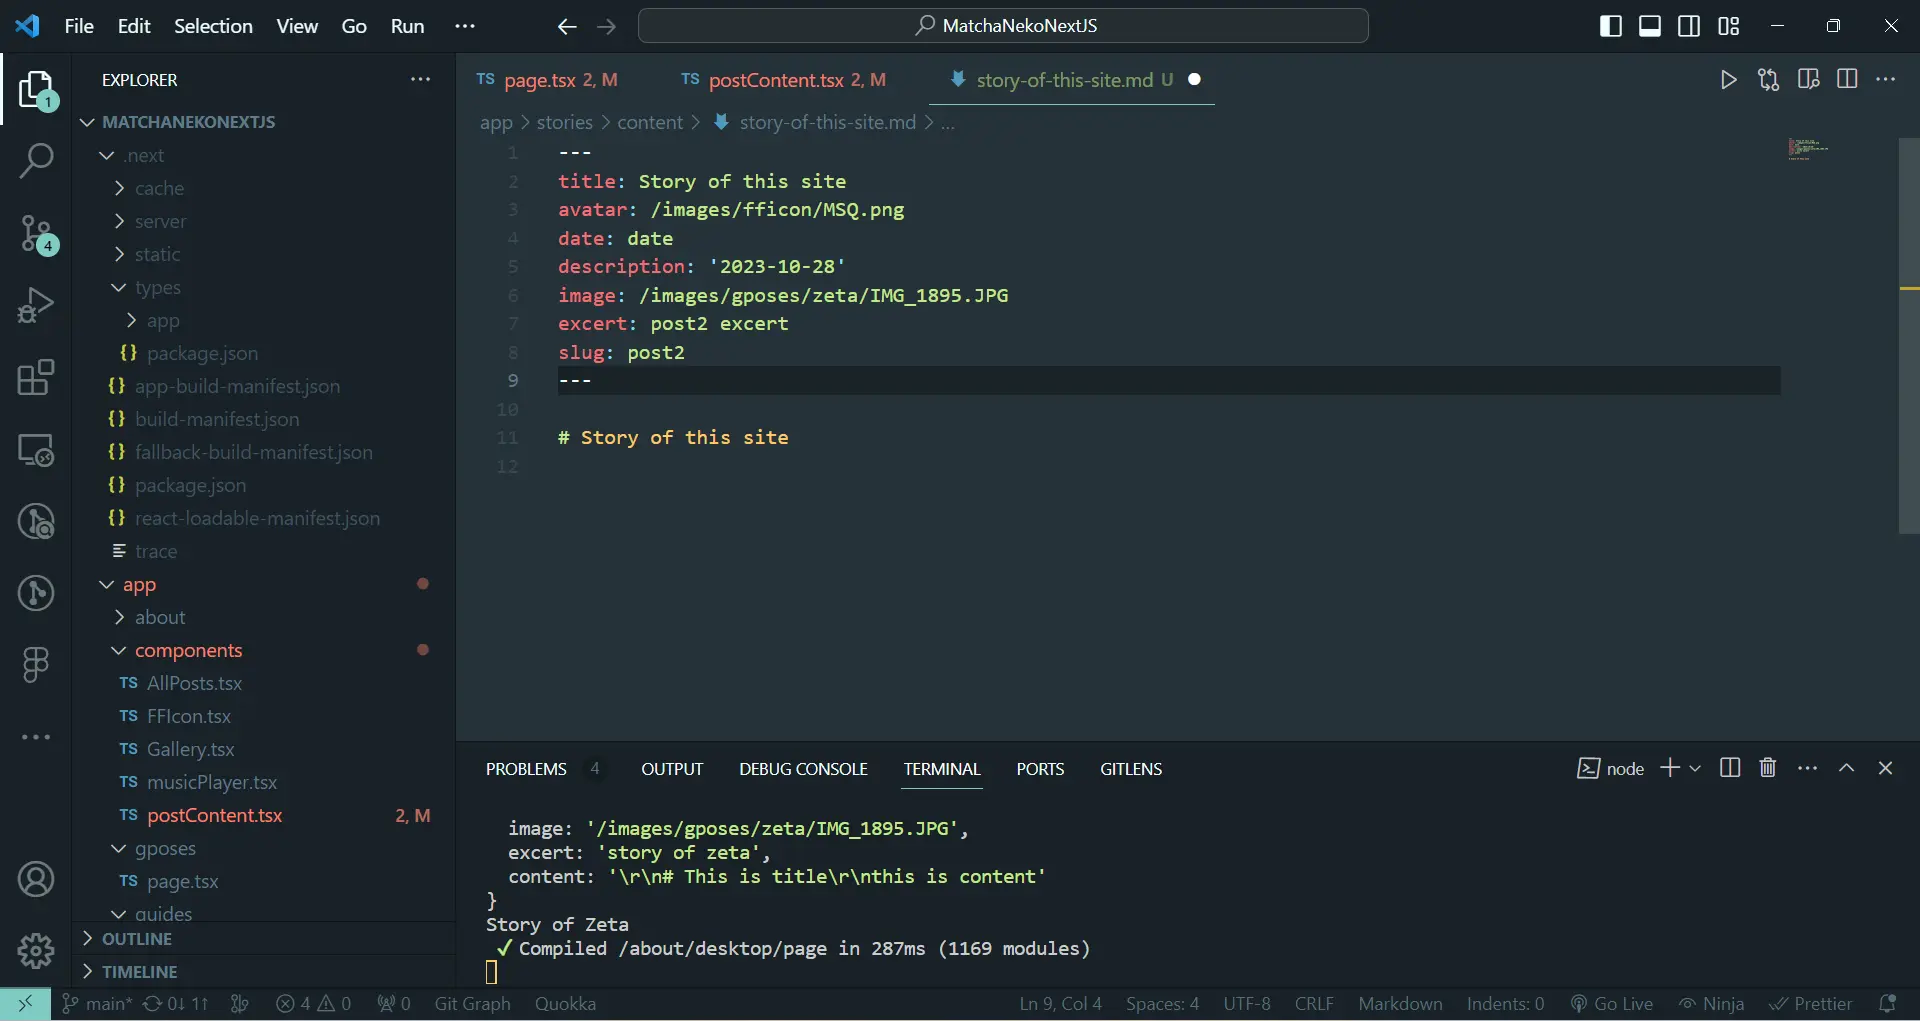 File Edit Selection View Go Run ...
MatchaNekoNextJS
EXPLORER
1
4
MATCHANEKONEXTJS
.next
cache
server
static
types
app
{} package.json
{} app-build-manifest.json
{} build-manifest.json
{} fallback-build-manifest.json
{} package.json
{} react-loadable-manifest.json
trace
app
about
components
TS AllPosts.tsx
TS FFIcon.tsx
TS Gallery.tsx
TS musicPlayer.tsx
TS postContent.tsx 2, M
gposes
TS page.tsx
guides
OUTLINE
TIMELINE
TS page.tsx 2, M TS postContent.tsx 2, M story-of-this-site.md U
app > stories > content > story-of-this-site.md > ...
1 ---
2 title: Story of this site
3 avatar: /images/fficon/MSQ.png
4 date: date
5 description: '2023-10-28'
6 image: /images/gposes/zeta/IMG_1895.JPG
7 excert: post2 excert
8 slug: post2
9 ---
10
11 # Story of this site
12
PROBLEMS 4 OUTPUT DEBUG CONSOLE TERMINAL PORTS GITLENS
node
image: '/images/gposes/zeta/IMG_1895.JPG',
excert: 'story of zeta',
content: '\r\n# This is title\r\nthis is content'
}
Story of Zeta
✓ Compiled /about/desktop/page in 287ms (1169 modules)
main* 0↓ 1↑ 4 0 0 Git Graph Quokka Ln 9, Col 4 Spaces: 4 UTF-8 CRLF Markdown Indents: 0 Go Live Ninja Prettier